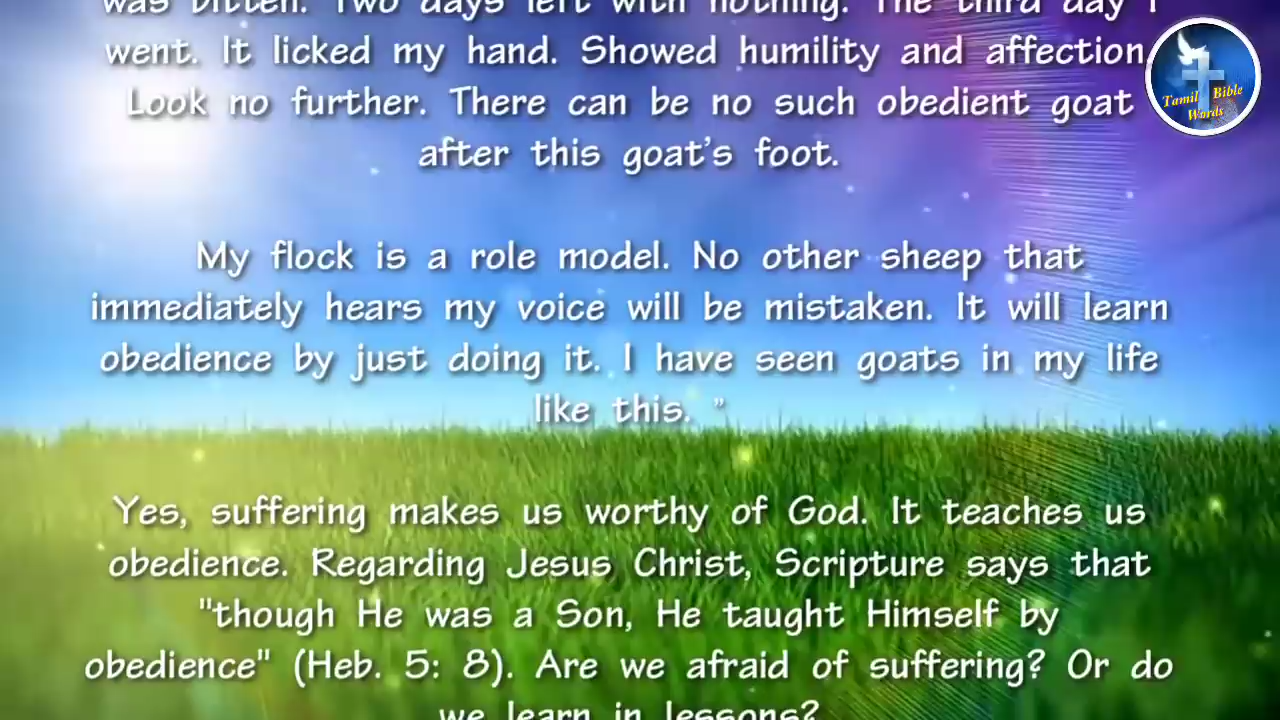 was bitten. Two days left with nothing. The third day I
went. It licked my hand. Showed humility and affection.
Look no further. There can be no such obedient goat
after this goat's foot.
My flock is a role model. No other sheep that
immediately hears my voice will be mistaken. It will learn
obedience by just doing it. I have seen goats in my life
like this. ”
Yes, suffering makes us worthy of God. It teaches us
obedience. Regarding Jesus Christ, Scripture says that
"though He was a Son, He taught Himself by
obedience" (Heb. 5: 8). Are we afraid of suffering? Or do
we learn in lessons?
Tamil Bible
Words